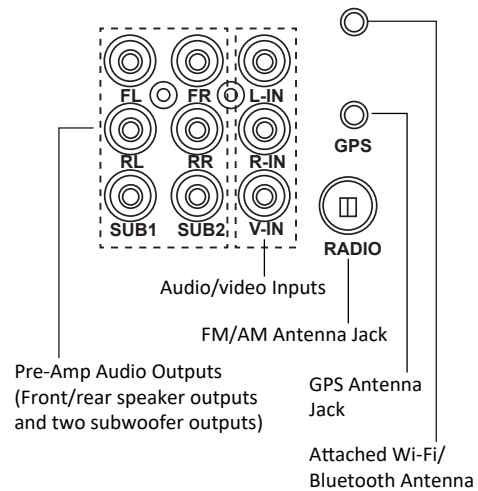 FL FR L-IN
GPS
RL RR R-IN
SUB1 SUB2 V-IN
RADIO
Audio/video Inputs
FM/AM Antenna Jack
Pre-Amp Audio Outputs
(Front/rear speaker outputs
and two subwoofer outputs)
GPS Antenna
Jack
Attached Wi-Fi/
Bluetooth Antenna